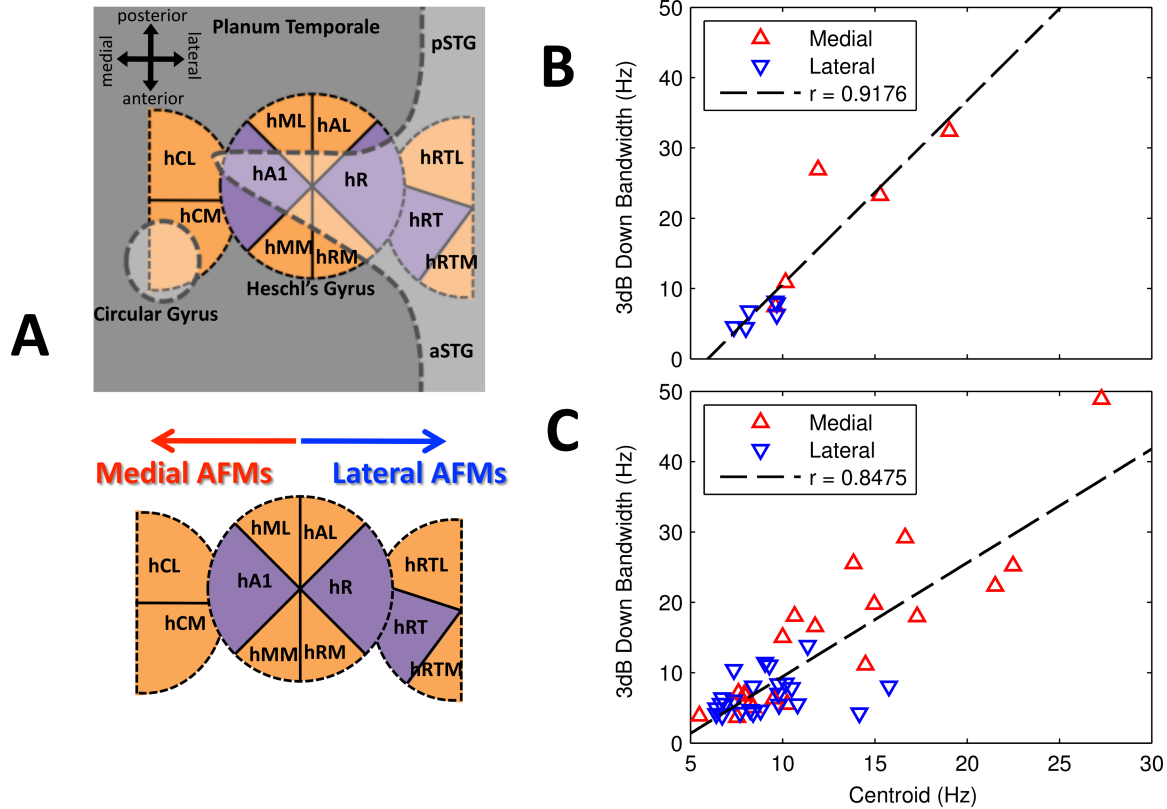 A
posterior
medial
lateral
anterior
Planum Temporale
pSTG
hML
hAL
hCL
hA1
hR
hRTL
hCM
hRT
hMM
hRM
hRTM
Heschl's Gyrus
Circular Gyrus
aSTG
Medial AFMs
Lateral AFMs
hML
hAL
hCL
hA1
hR
hRTL
hCM
hRT
hMM
hRM
hRTM
B
3dB Down Bandwidth (Hz)
50
40
30
20
10
0
Medial
Lateral
r = 0.9176
C
3dB Down Bandwidth (Hz)
50
40
30
20
10
0
Medial
Lateral
r = 0.8475
5 10 15 20 25 30
Centroid (Hz)